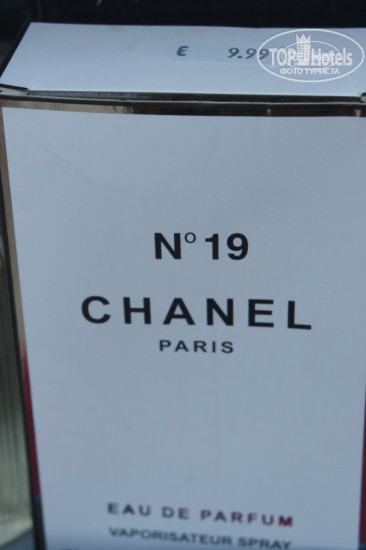 € 9.99
TOPHotels
ФОТО ТУРИСТА
N° 19
CHANEL
PARIS
EAU DE PARFUM
VAPORISATEUR SPRAY